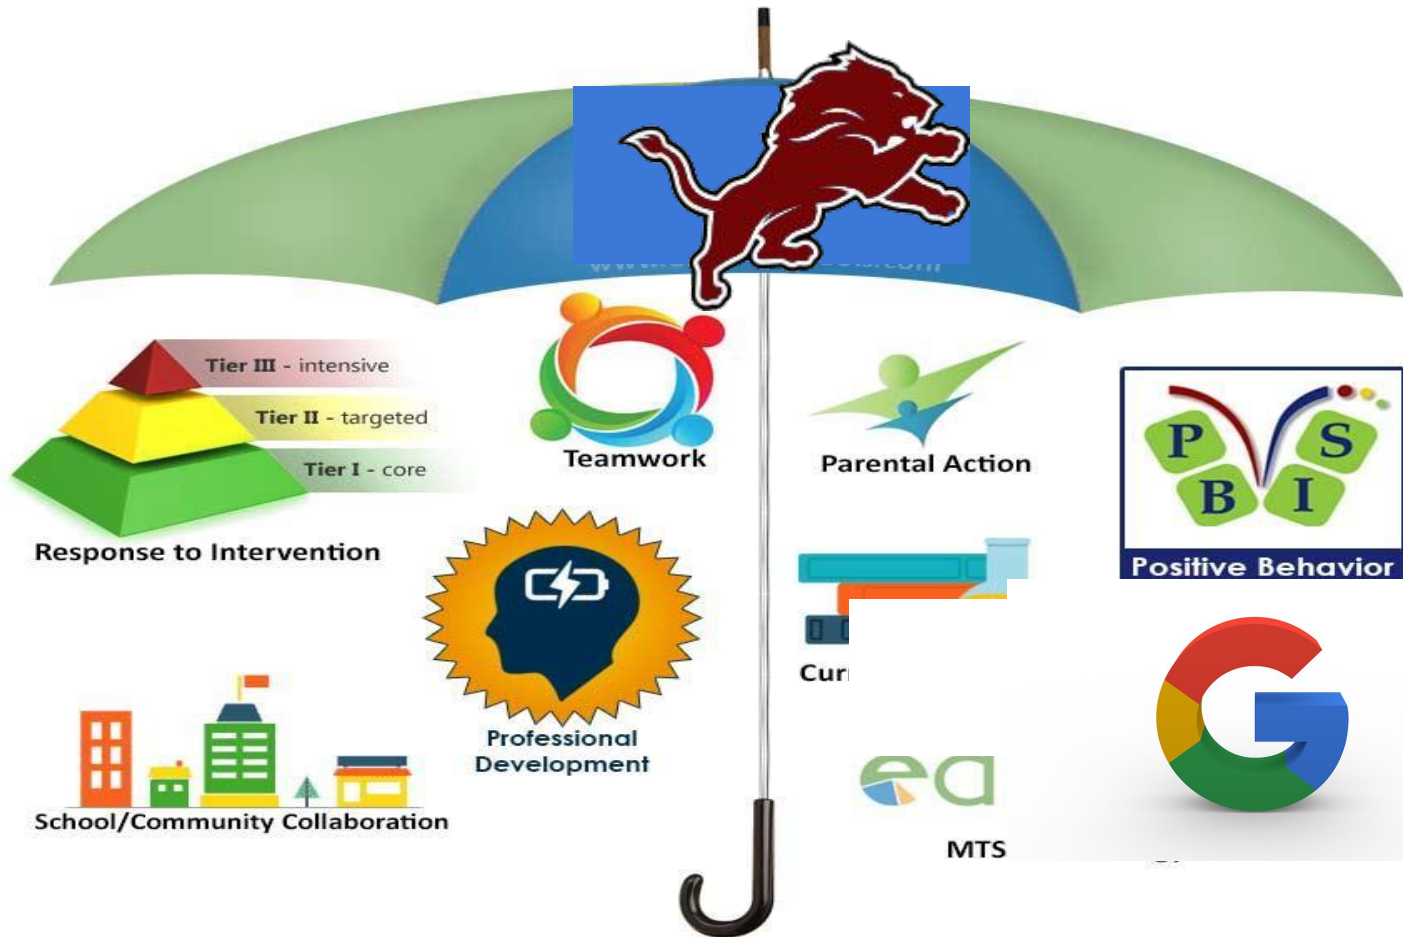 Tier III - intensive
Tier II - targeted
Tier I - core
Response to Intervention
Teamwork
Parental Action
P S
B I
Positive Behavior
Professional
Development
School/Community Collaboration
ea
MTS
G